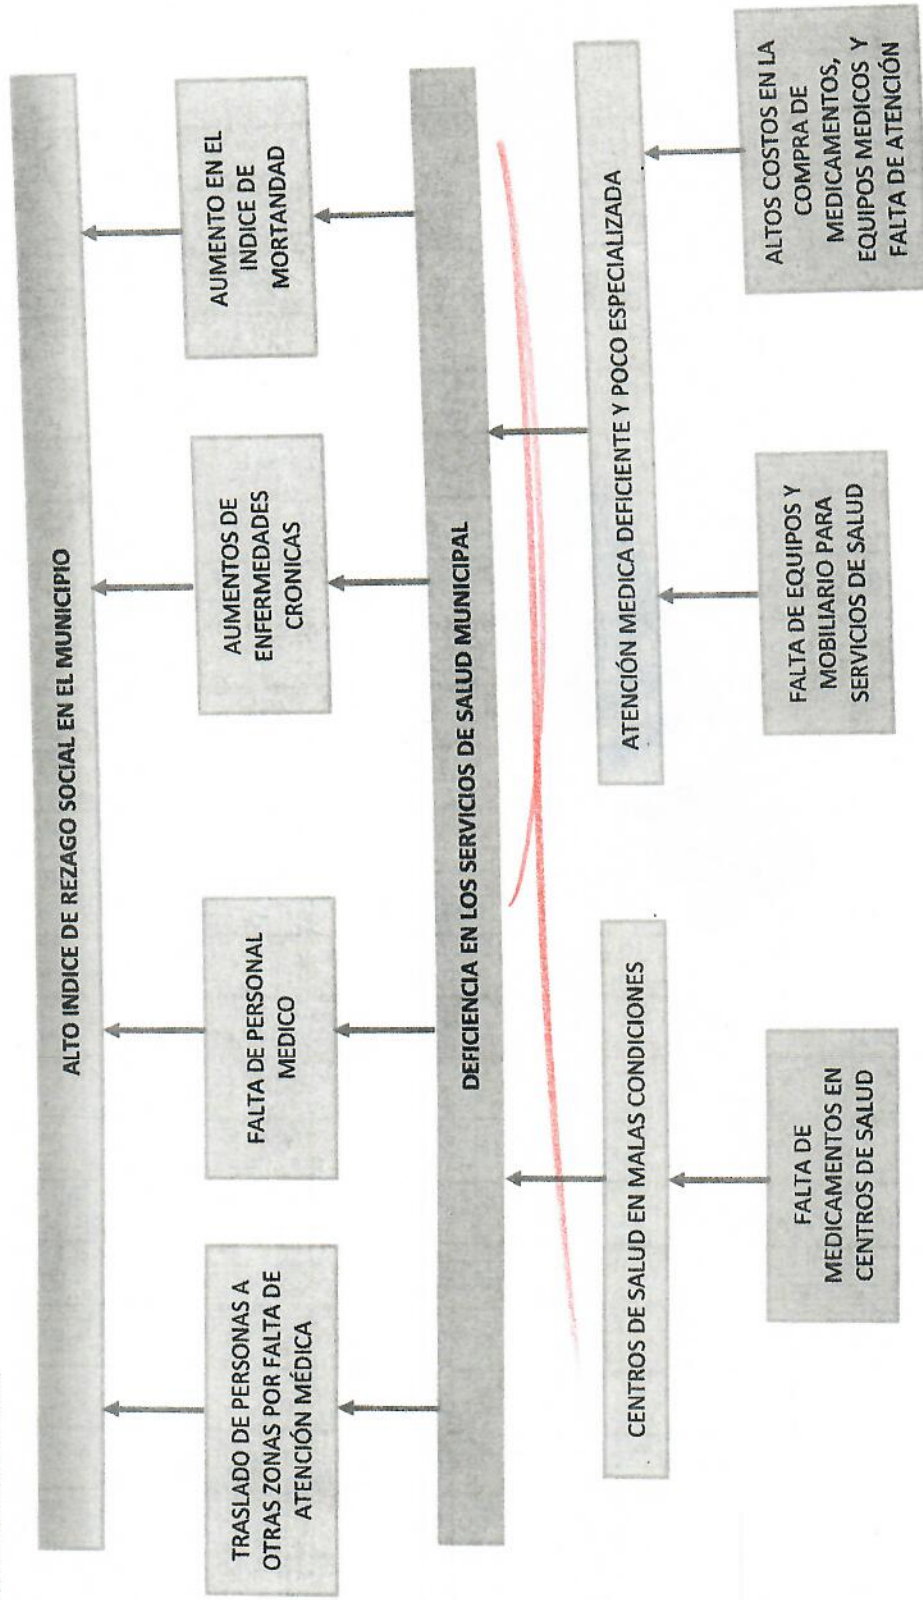 ALTO INDICE DE REZAGO SOCIAL EN EL MUNICIPIO
TRASLADO DE PERSONAS A
OTRAS ZONAS POR FALTA DE
ATENCIÓN MÉDICA
FALTA DE PERSONAL
MEDICO
AUMENTOS DE
ENFERMEDADES
CRONICAS
AUMENTO EN EL
INDICE DE
MORTANDAD
DEFICIENCIA EN LOS SERVICIOS DE SALUD MUNICIPAL
CENTROS DE SALUD EN MALAS CONDICIONES
ATENCIÓN MEDICA DEFICIENTE Y POCO ESPECIALIZADA
FALTA DE
MEDICAMENTOS EN
CENTROS DE SALUD
FALTA DE EQUIPOS Y
MOBILIARIO PARA
SERVICIOS DE SALUD
ALTOS COSTOS EN LA
COMPRA DE
MEDICAMENTOS,
EQUIPOS MEDICOS Y
FALTA DE ATENCIÓN